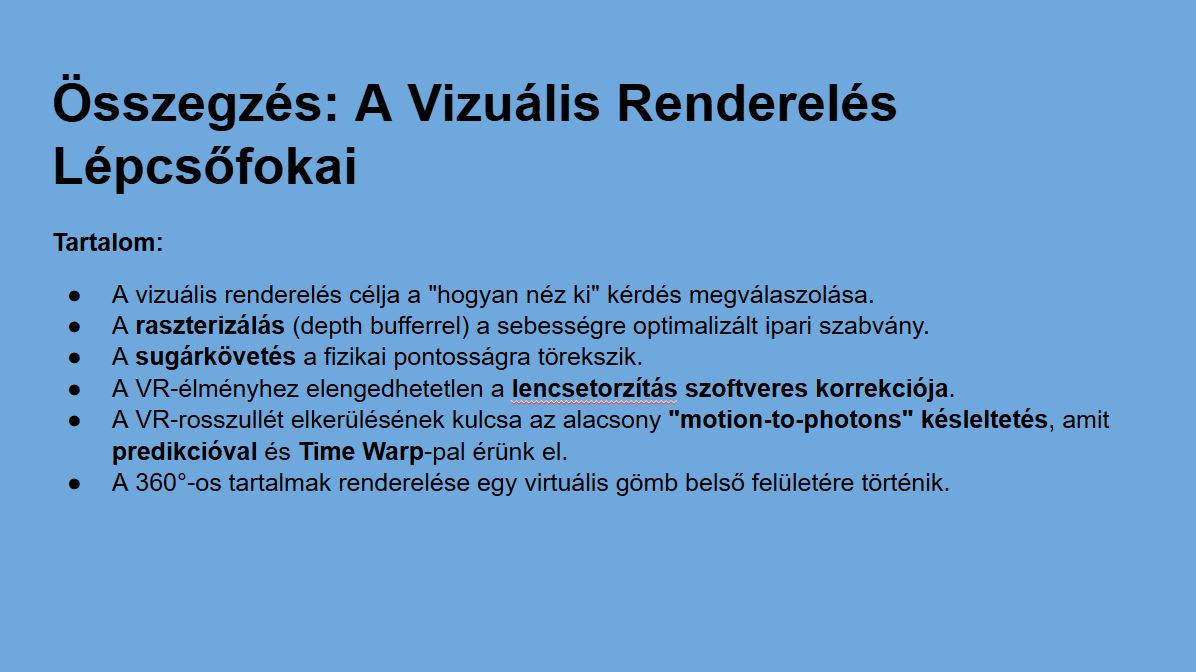 Összegzés: A Vizuális Renderelés
Lépcsőfokai
Tartalom:
● A vizuális renderelés célja a "hogyan néz ki" kérdés megválaszolása.
● A raszterizálás (depth bufferrel) a sebességre optimalizált ipari szabvány.
● A sugárkövetés a fizikai pontosságra törekszik.
● A VR-élményhez elengedhetetlen a lencsetorzítás szoftveres korrekciója.
● A VR-rosszullét elkerülésének kulcsa az alacsony "motion-to-photons" késleltetés, amit
predikcióval és Time Warp-pal érünk el.
● A 360°-os tartalmak renderelése egy virtuális gömb belső felületére történik.